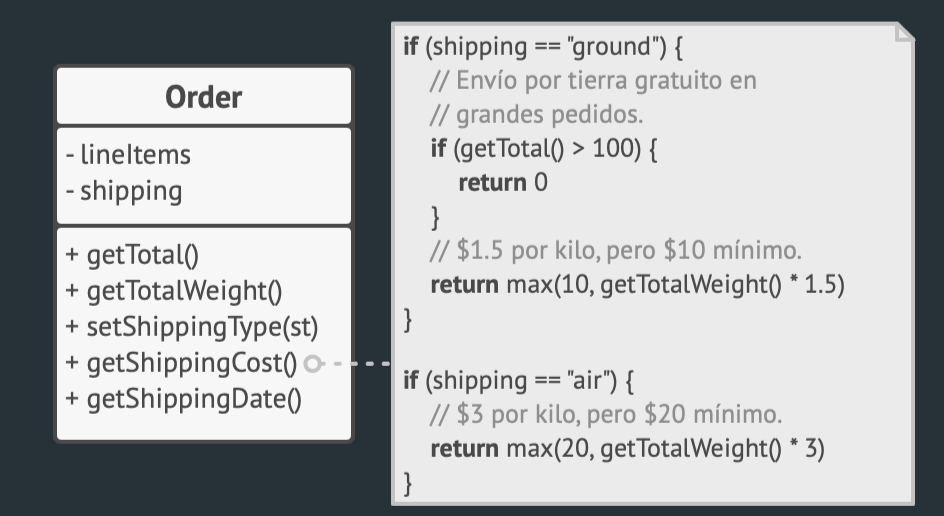 Order
- lineItems
- shipping
+ getTotal()
+ getTotalWeight()
+ setShippingType(st)
+ getShippingCost()
+ getShippingDate()
if (shipping == "ground") {
// Envío por tierra gratuito en
// grandes pedidos.
if (getTotal() > 100) {
return 0
}
// $1.5 por kilo, pero $10 mínimo.
return max(10, getTotalWeight() * 1.5)
}
if (shipping == "air") {
// $3 por kilo, pero $20 mínimo.
return max(20, getTotalWeight() * 3)
}